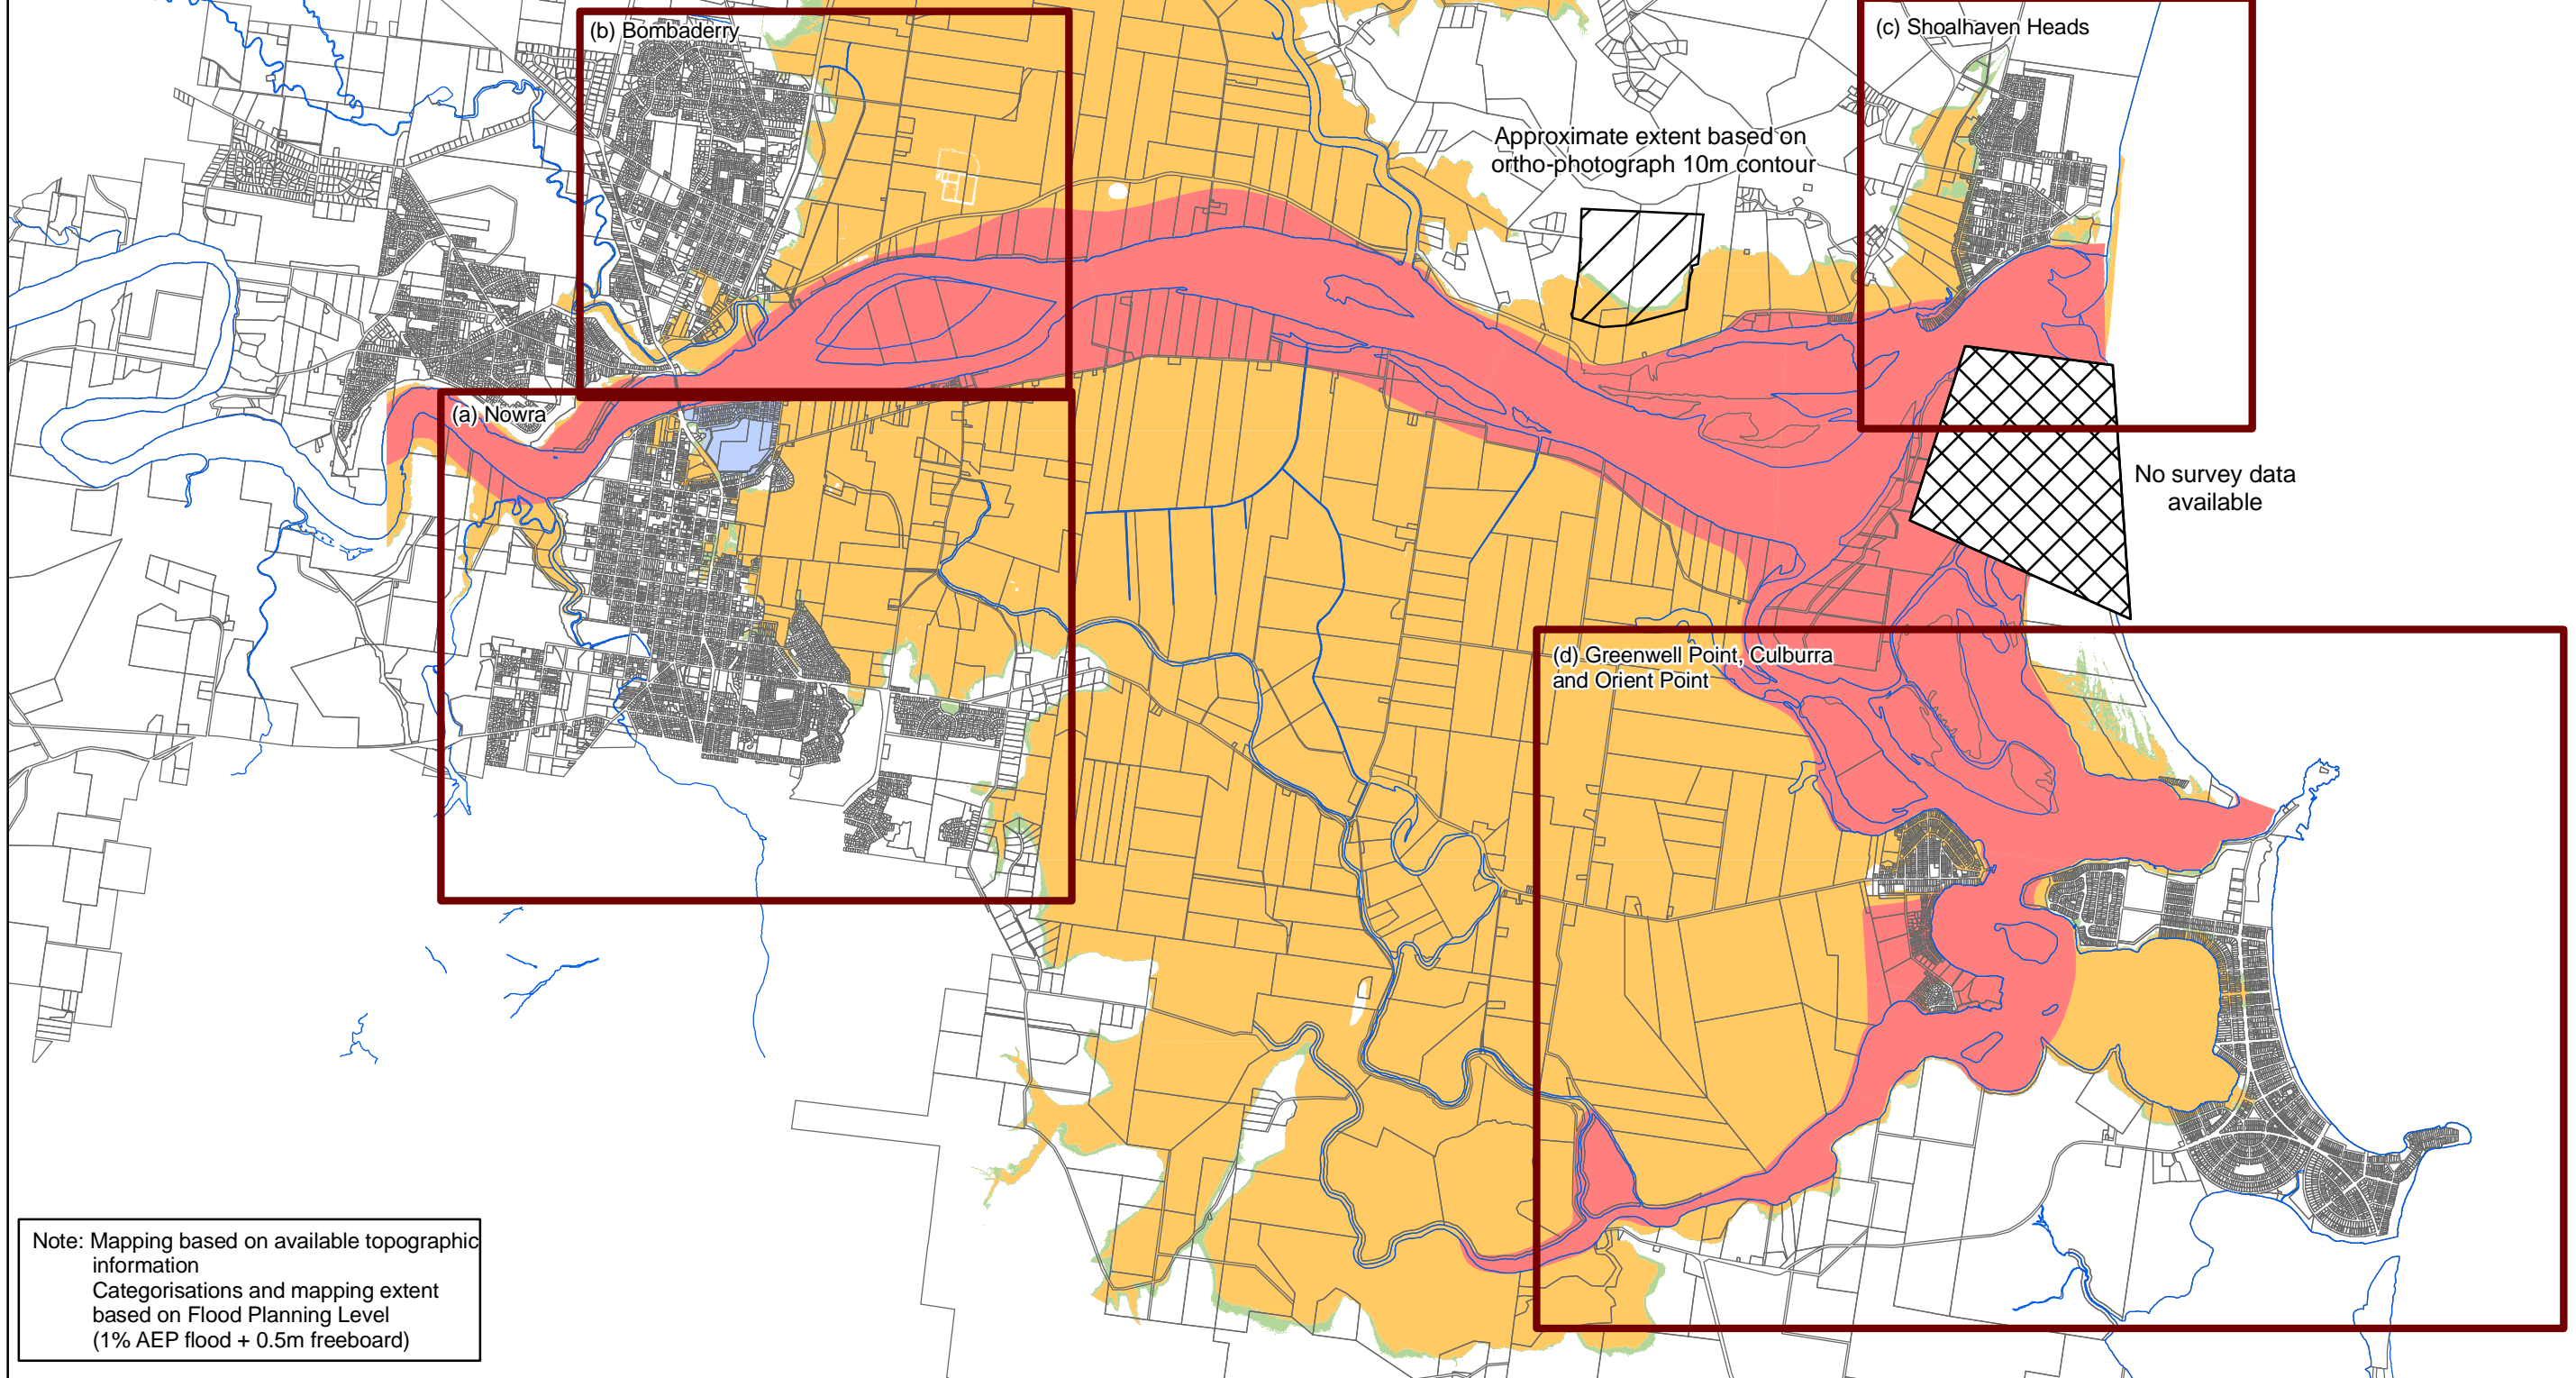 (b) Bombaderry
(c) Shoalhaven Heads
Approximate extent based on
ortho-photograph 10m contour
(a) Nowra
No survey data
available
(d) Greenwell Point, Culburra
and Orient Point
Note: Mapping based on available topographic
information
Categorisations and mapping extent
based on Flood Planning Level
(1% AEP flood + 0.5m freeboard)